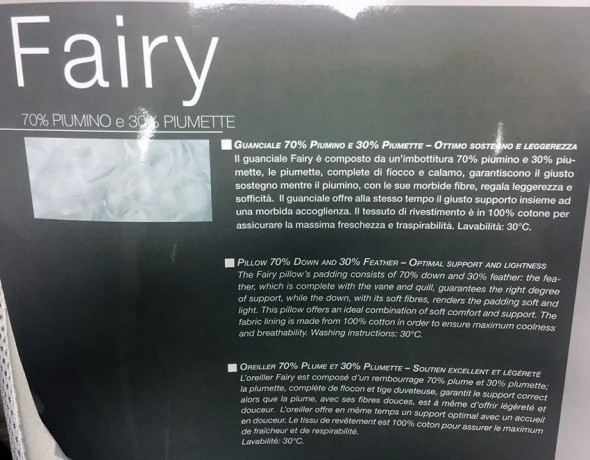 Fairy
70% PIUMINO e 30% PIUMETTE
Guanciale 70% Piumino e 30% Piumette – Ottimo sostegno e leggerezza
Il guanciale Fairy è composto da un'imbottitura 70% piumino e 30% piu-
mette, le piumette, complete di fiocco e calamo, garantiscono il giusto
sostegno mentre il piumino, con le sue morbide fibre, regala leggerezza e
sofficità. Il guanciale offre alla stesso tempo il giusto supporto insieme ad
una morbida accoglienza. Il tessuto di rivestimento è in 100% cotone per
assicurare la massima freschezza e traspirabilità. Lavabilità: 30°C.
Pillow 70% Down and 30% Feather – Optimal support and lightness
The Fairy pillow's padding consists of 70% down and 30% feather: the fea-
ther, which is complete with the vane and quill, guarantees the right degree
of support, while the down, with its soft fibres, renders the padding soft and
light. This pillow offers an ideal combination of soft comfort and support. The
fabric lining is made from 100% cotton in order to ensure maximum coolness
and breathability. Washing instructions: 30°C.
Oreiller 70% Plume et 30% Plumette – Soutien excellent et légèreté
L'oreiller Fairy est composé d'un rembourrage 70% plume et 30% plumette;
la plumette, complète de flocon et tige duveteuse, garantit le support correct
alors que la plume, avec ses fibres douces, est à même d'offrir légèreté et
douceur. L'oreiller offre en même temps un support optimal avec un accueil
en douceur. Le tissu de revêtement est 100% coton pour assurer le maximum
de fraîcheur et de respirabilité.
Lavabilité: 30°C.